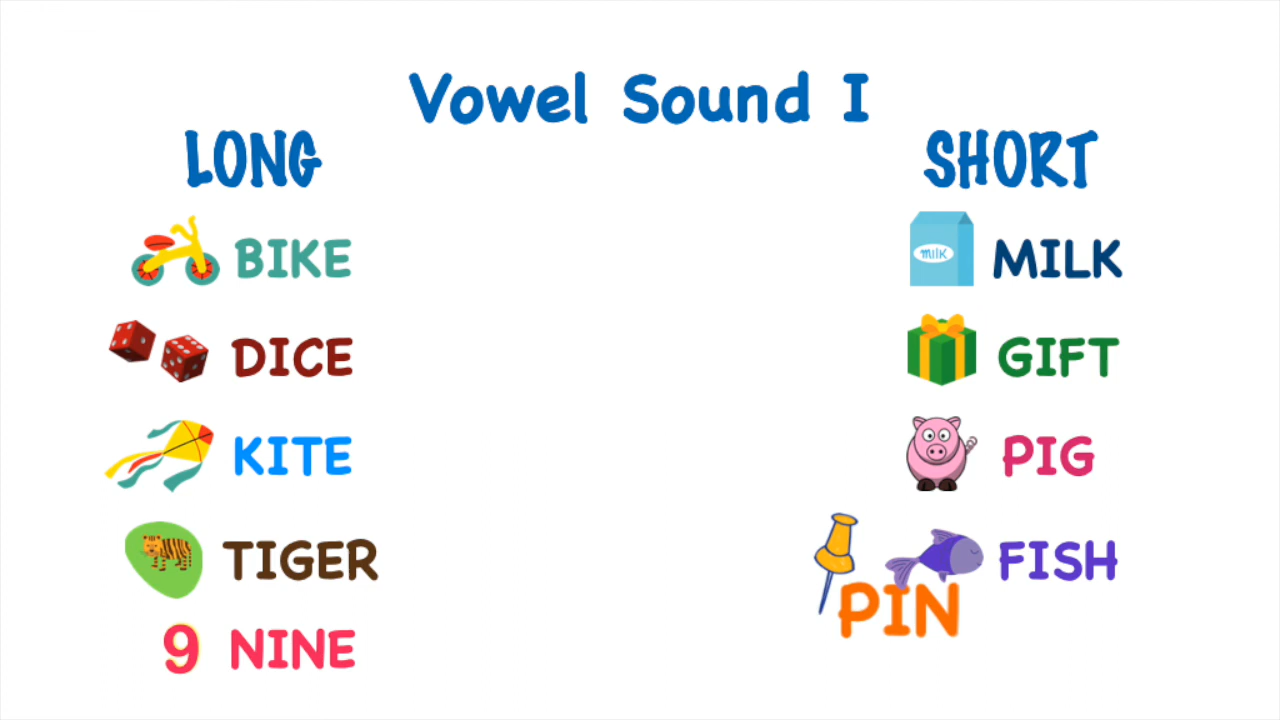 Vowel Sound I
LONG
BIKE
DICE
KITE
TIGER
9 NINE
SHORT
milk
MILK
GIFT
PIG
FISH
PIN